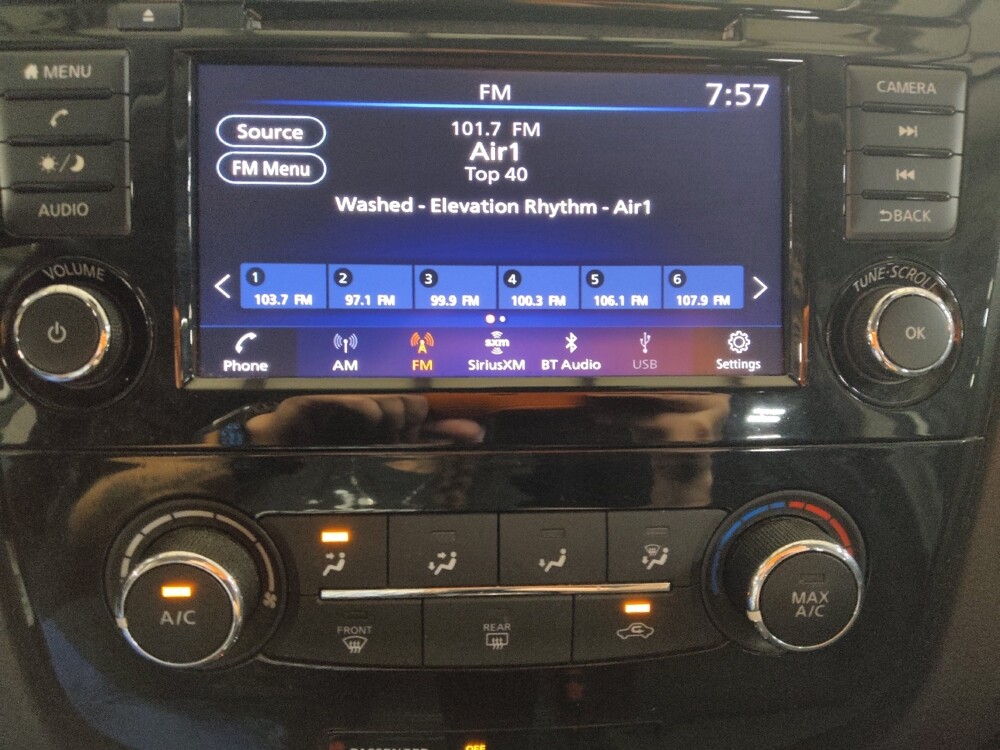 MENU
AUDIO
VOLUME
FM
7:57
Source
FM Menu
101.7 FM
Air1
Top 40
Washed - Elevation Rhythm - Air1
1
103.7 FM
2
97.1 FM
3
99.9 FM
4
100.3 FM
5
106.1 FM
6
107.9 FM
Phone
AM
FM
sxm
SiriusXM
BT Audio
USB
Settings
CAMERA
BACK
TUNE·SCROLL
OK
A/C
FRONT
REAR
MAX
A/C
PASSENGER
OFF